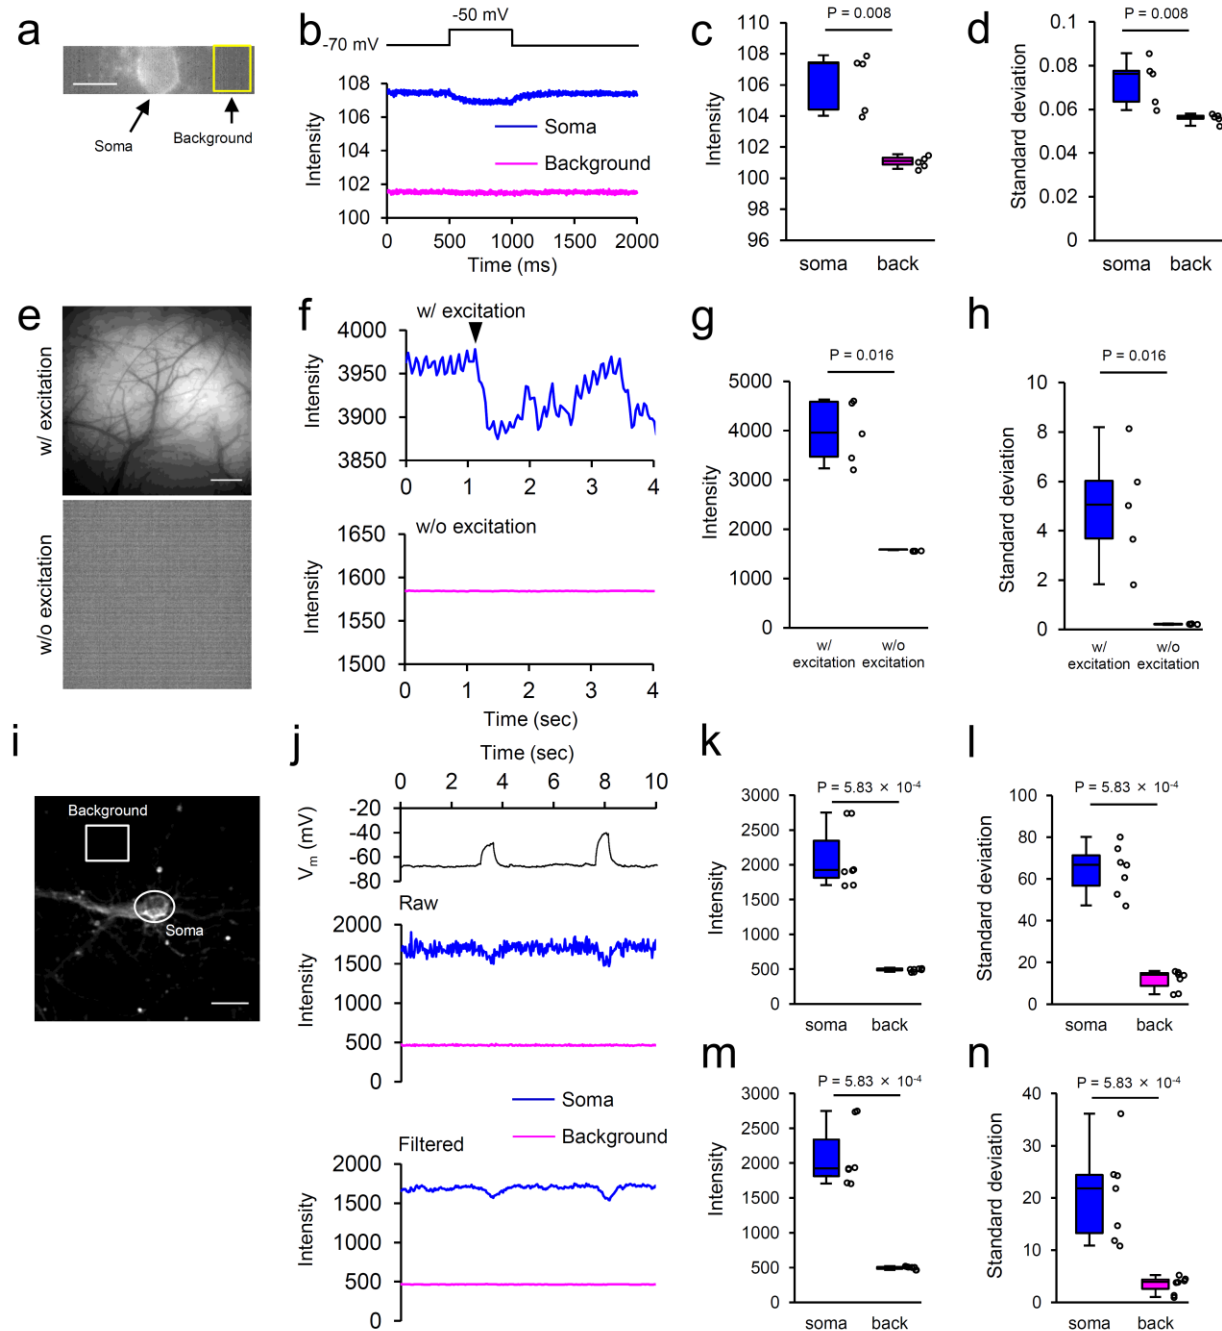 a
Soma
Background
b
-50 mV
-70 mV
108
106
104
102
100
Intensity
Soma
Background
0
500
1000
1500
2000
Time (ms)
c
P = 0.008
110
108
106
104
102
100
98
96
Intensity
soma
back
d
P = 0.008
0.1
0.08
0.06
0.04
0.02
0
Standard deviation
soma
back
e
w/ excitation
w/o excitation
f
w/ excitation
4000
3950
3900
3850
Intensity
0
1
2
3
4
w/o excitation
1650
1600
1550
1500
Intensity
0
1
2
3
4
Time (sec)
g
P = 0.016
5000
4000
3000
2000
1000
0
Intensity
w/ excitation
w/o excitation
h
P = 0.016
10
8
6
4
2
0
Standard deviation
w/ excitation
w/o excitation
i
Background
Soma
j
Time (sec)
0
2
4
6
8
10
-20
-40
-60
-80
Vm (mV)
Raw
2000
1500
1000
500
0
Intensity
Soma
Background
Filtered
2000
1500
1000
500
0
Intensity
k
P = 5.83 × 10-4
3000
2500
2000
1500
1000
500
0
Intensity
soma
back
l
P = 5.83 × 10-4
100
80
60
40
20
0
Standard deviation
soma
back
m
P = 5.83 × 10-4
3000
2500
2000
1500
1000
500
0
Intensity
soma
back
n
P = 5.83 × 10-4
40
30
20
10
0
Standard deviation
soma
back